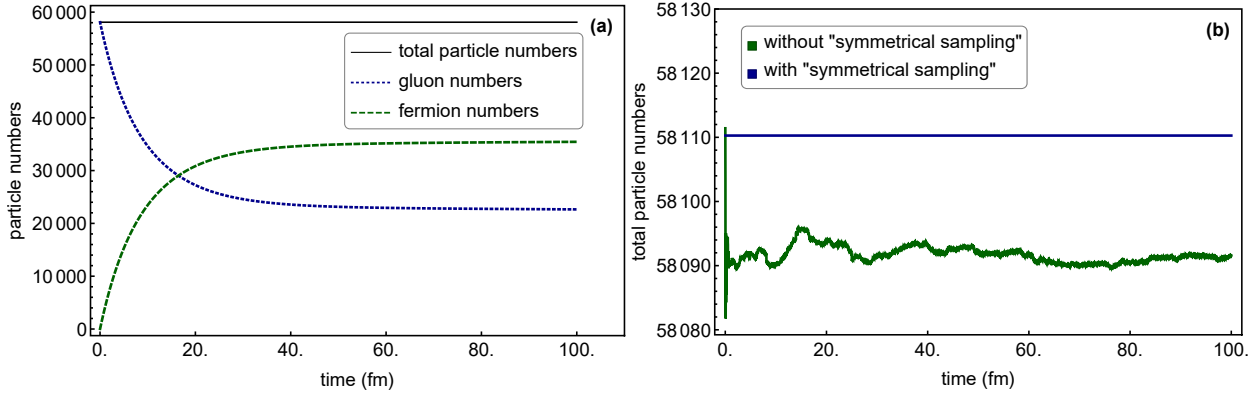 (a)
total particle numbers
gluon numbers
fermion numbers
particle numbers
60 000
50 000
40 000
30 000
20 000
10 000
0
0. 20. 40. 60. 80. 100.
time (fm)
(b)
without "symmetrical sampling"
with "symmetrical sampling"
total particle numbers
58 130
58 120
58 110
58 100
58 090
58 080
0. 20. 40. 60. 80. 100.
time (fm)